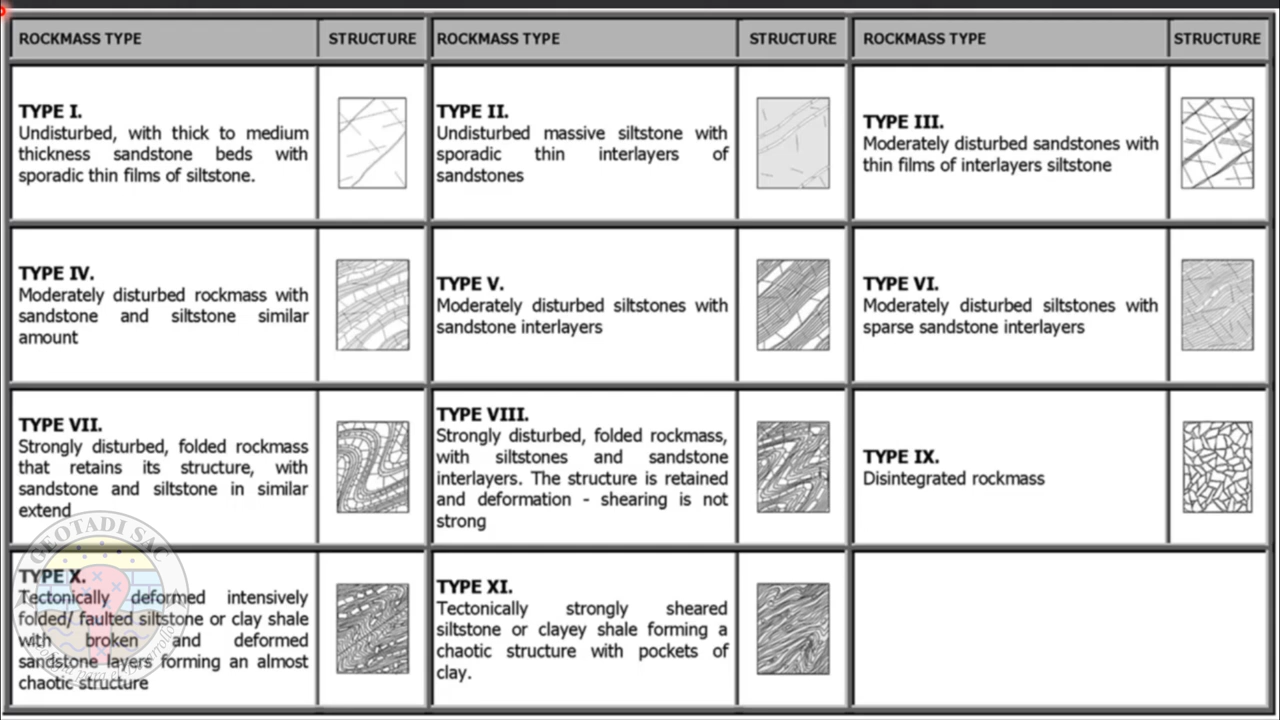 ROCKMASS TYPE STRUCTURE ROCKMASS TYPE STRUCTURE ROCKMASS TYPE STRUCTURE
TYPE I.
Undisturbed, with thick to medium
thickness sandstone beds with
sporadic thin films of siltstone.
TYPE II.
Undisturbed massive siltstone with
sporadic thin interlayers of
sandstones
TYPE III.
Moderately disturbed sandstones with
thin films of interlayers siltstone
TYPE IV.
Moderately disturbed rockmass with
sandstone and siltstone similar
amount
TYPE V.
Moderately disturbed siltstones with
sandstone interlayers
TYPE VI.
Moderately disturbed siltstones with
sparse sandstone interlayers
TYPE VII.
Strongly disturbed, folded rockmass
that retains its structure, with
sandstone and siltstone in similar
extend
TYPE VIII.
Strongly disturbed, folded rockmass,
with siltstones and sandstone
interlayers. The structure is retained
and deformation - shearing is not
strong
TYPE IX.
Disintegrated rockmass
TYPE X.
Tectonically deformed intensively
folded/ faulted siltstone or clay shale
with broken and deformed
sandstone layers forming an almost
chaotic structure
TYPE XI.
Tectonically strongly sheared
siltstone or clayey shale forming a
chaotic structure with pockets of
clay.
GEOTADI SAC